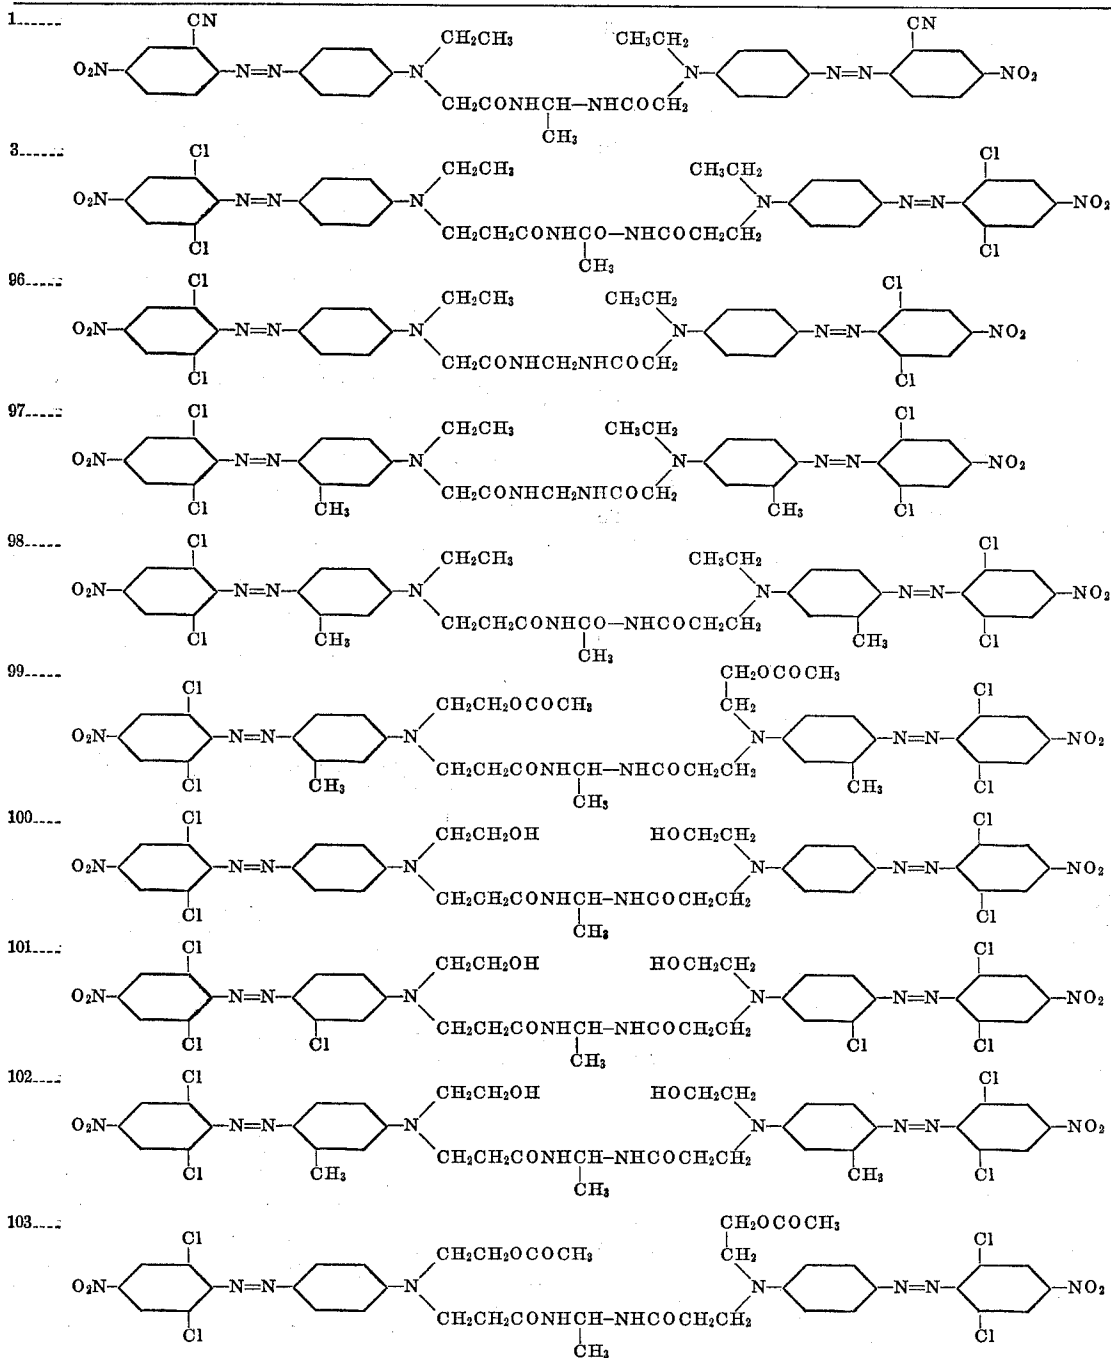 1
CN CH2CH3 CH3CH2 CN
O2N N=N N N N=N NO2
CH2CONHCH—NHCOCH2
CH3
3
Cl CH2CH3 CH3CH2 Cl
O2N N=N N N N=N NO2
Cl CH2CH2CONHCO—NHCOCH2CH2 Cl
CH3
96
Cl CH2CH3 CH3CH2 Cl
O2N N=N N N N=N NO2
Cl CH2CONHCH2NHCOCH2 Cl
97
Cl CH2CH3 CH3CH2 Cl
O2N N=N N N N=N NO2
Cl CH3 CH2CONHCH2NHCOCH2 CH3 Cl
98
Cl CH2CH3 CH3CH2 Cl
O2N N=N N N N=N NO2
Cl CH3 CH2CH2CONHCO—NHCOCH2CH2 CH3 Cl
CH3
99
CH2OCOCH3
Cl CH2CH2OCOCH3 CH2 Cl
O2N N=N N N N=N NO2
Cl CH3 CH2CH2CONHCH—NHCOCH2CH2 CH3 Cl
CH3
100
Cl CH2CH2OH HOCH2CH2 Cl
O2N N=N N N N=N NO2
Cl CH2CH2CONHCH—NHCOCH2CH2 Cl
CH3
101
Cl CH2CH2OH HOCH2CH2 Cl
O2N N=N N N N=N NO2
Cl Cl CH2CH2CONHCH—NHCOCH2CH2 Cl Cl
CH3
102
Cl CH2CH2OH HOCH2CH2 Cl
O2N N=N N N N=N NO2
Cl CH3 CH2CH2CONHCH—NHCOCH2CH2 CH3 Cl
CH3
103
CH2OCOCH3
Cl CH2CH2OCOCH3 CH2 Cl
O2N N=N N N N=N NO2
Cl CH2CH2CONHCH—NHCOCH2CH2 Cl
CH3